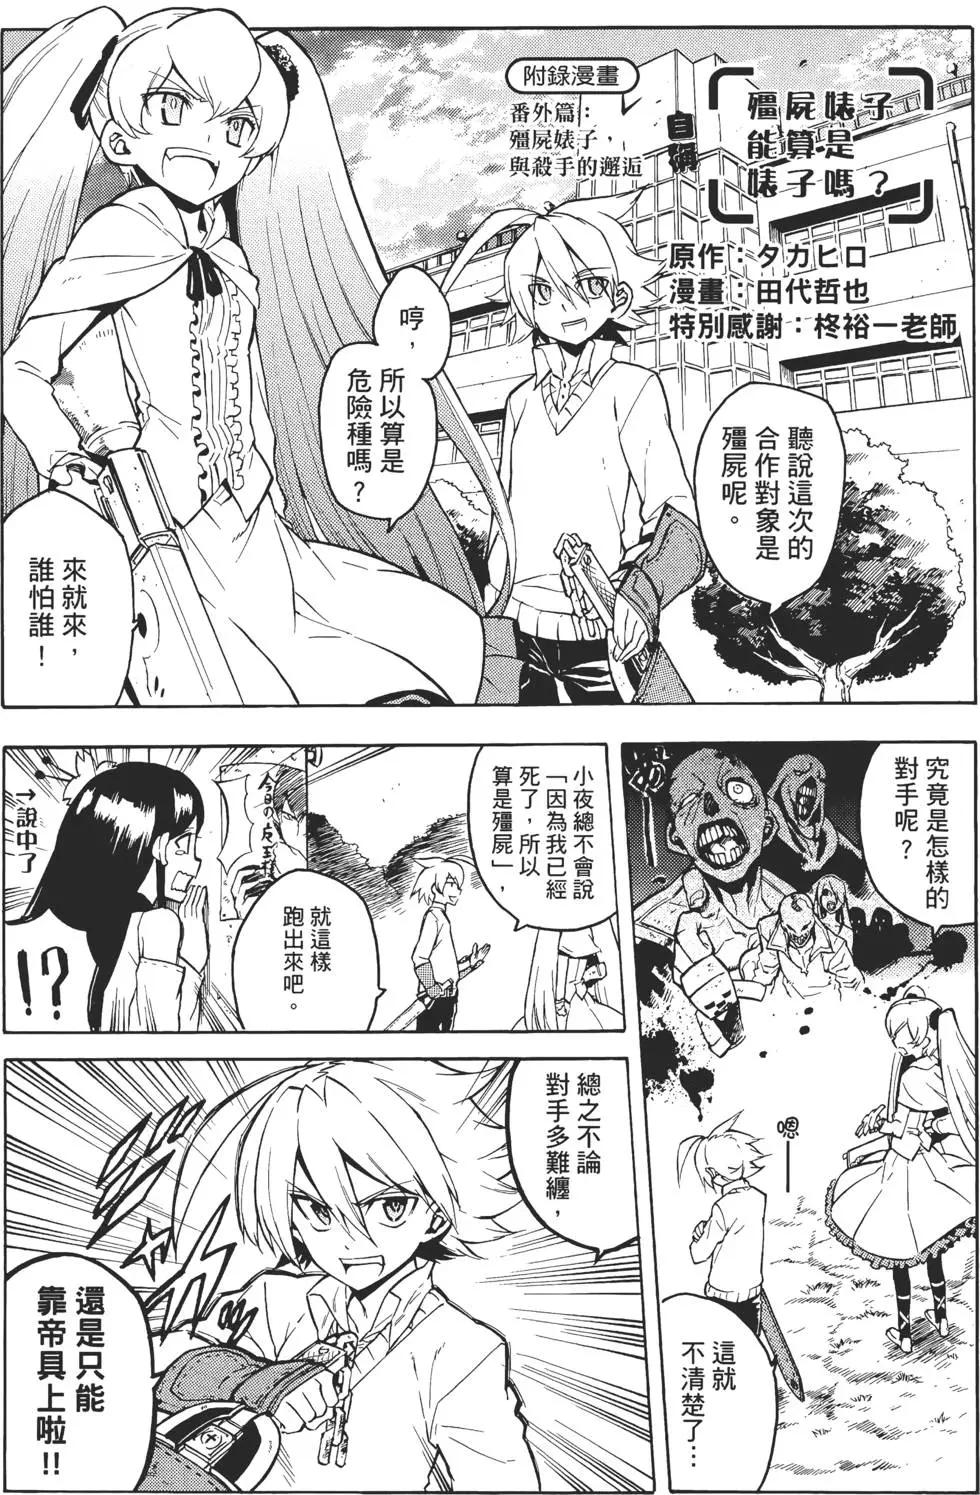 附錄漫畫
番外篇：
殭屍婊子，
與殺手的邂逅
自稱
殭屍婊子
能算是
婊子嗎？
原作：タカヒロ
漫畫：田代哲也
特別感謝：柊裕一老師
聽說這次的
合作對象是
殭屍呢。
哼，
所以算是
危險種嗎？
來就來，
誰怕誰！
究竟是怎樣的
對手呢？
嗯——
這就
不清楚了…
小夜總不會說
「因為我已經
死了，所以
算是殭屍」，
就這樣
跑出來吧。
→說中了
!?
總之不論
對手多難纏，
還是只能
靠帝具上啦!!